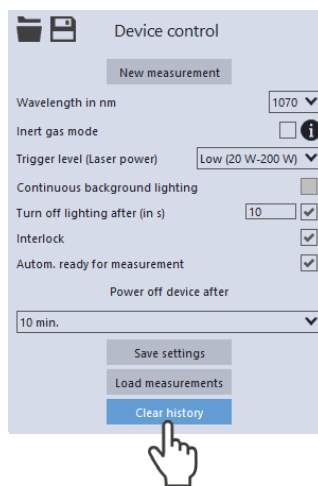 Device control
New measurement
Wavelength in nm 1070
Inert gas mode i
Trigger level (Laser power) Low (20 W-200 W)
Continuous background lighting
Turn off lighting after (in s) 10
Interlock
Autom. ready for measurement
Power off device after
10 min.
Save settings
Load measurements
Clear history